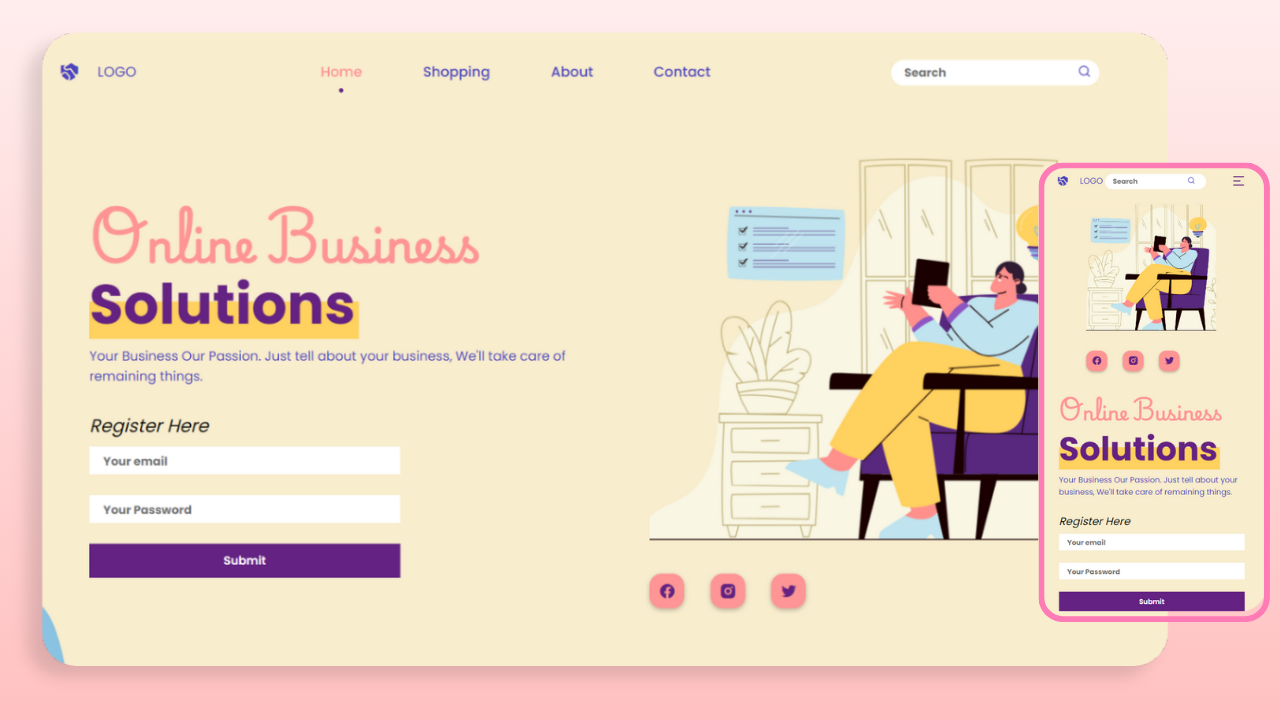 LOGO
Home Shopping About Contact
Search
Online Business
Solutions
Your Business Our Passion. Just tell about your business, We'll take care of
remaining things.
Register Here
Your email
Your Password
Submit
LOGO
Search
Online Business
Solutions
Your Business Our Passion. Just tell about your
business, We'll take care of remaining things.
Register Here
Your email
Your Password
Submit